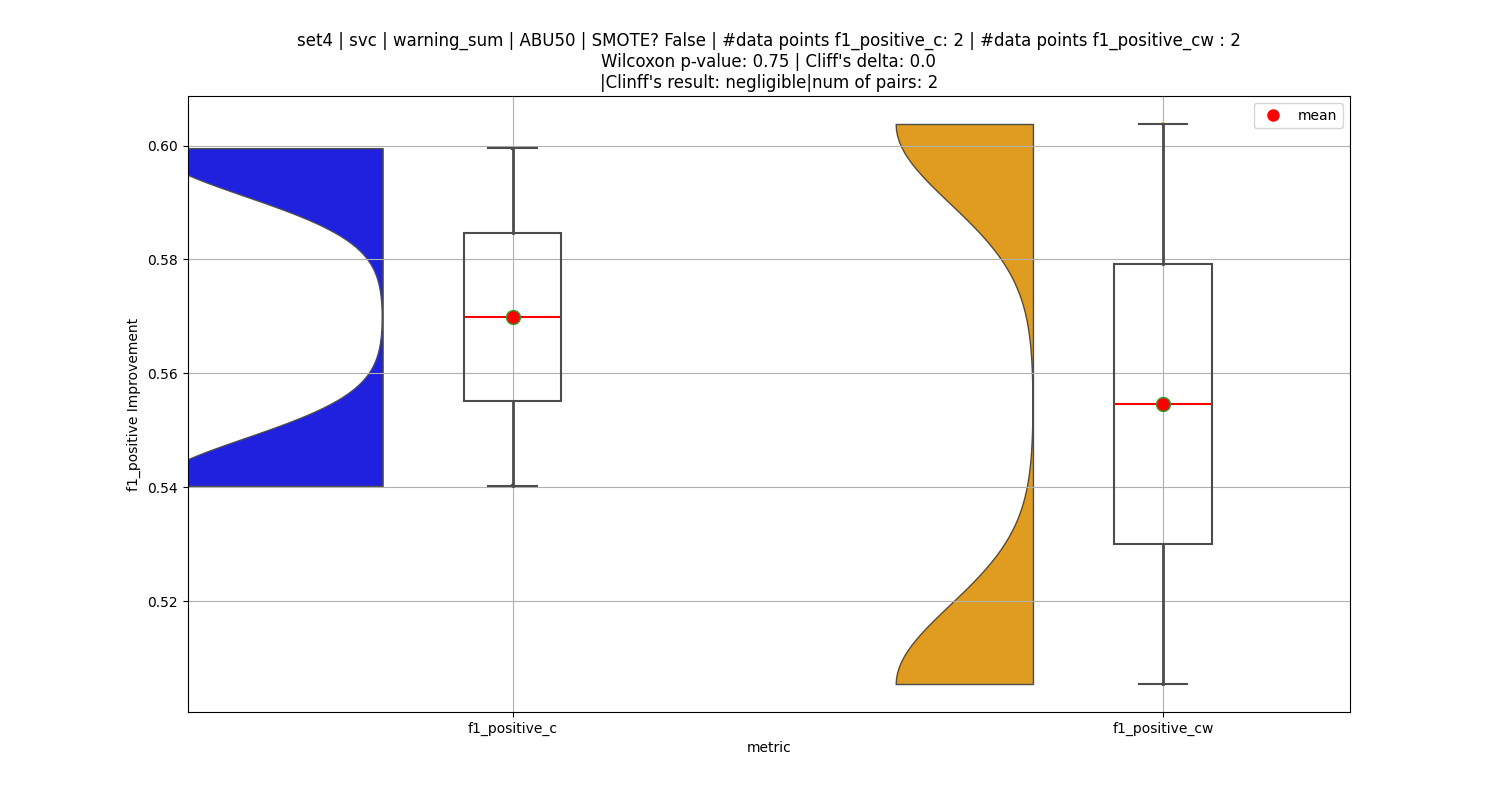 set4 | svc | warning_sum | ABU50 | SMOTE? False | #data points f1_positive_c: 2 | #data points f1_positive_cw : 2
Wilcoxon p-value: 0.75 | Cliff's delta: 0.0
|Clinff's result: negligible|num of pairs: 2
mean
0.60
0.58
0.56
0.54
0.52
f1_positive Improvement
f1_positive_c
f1_positive_cw
metric